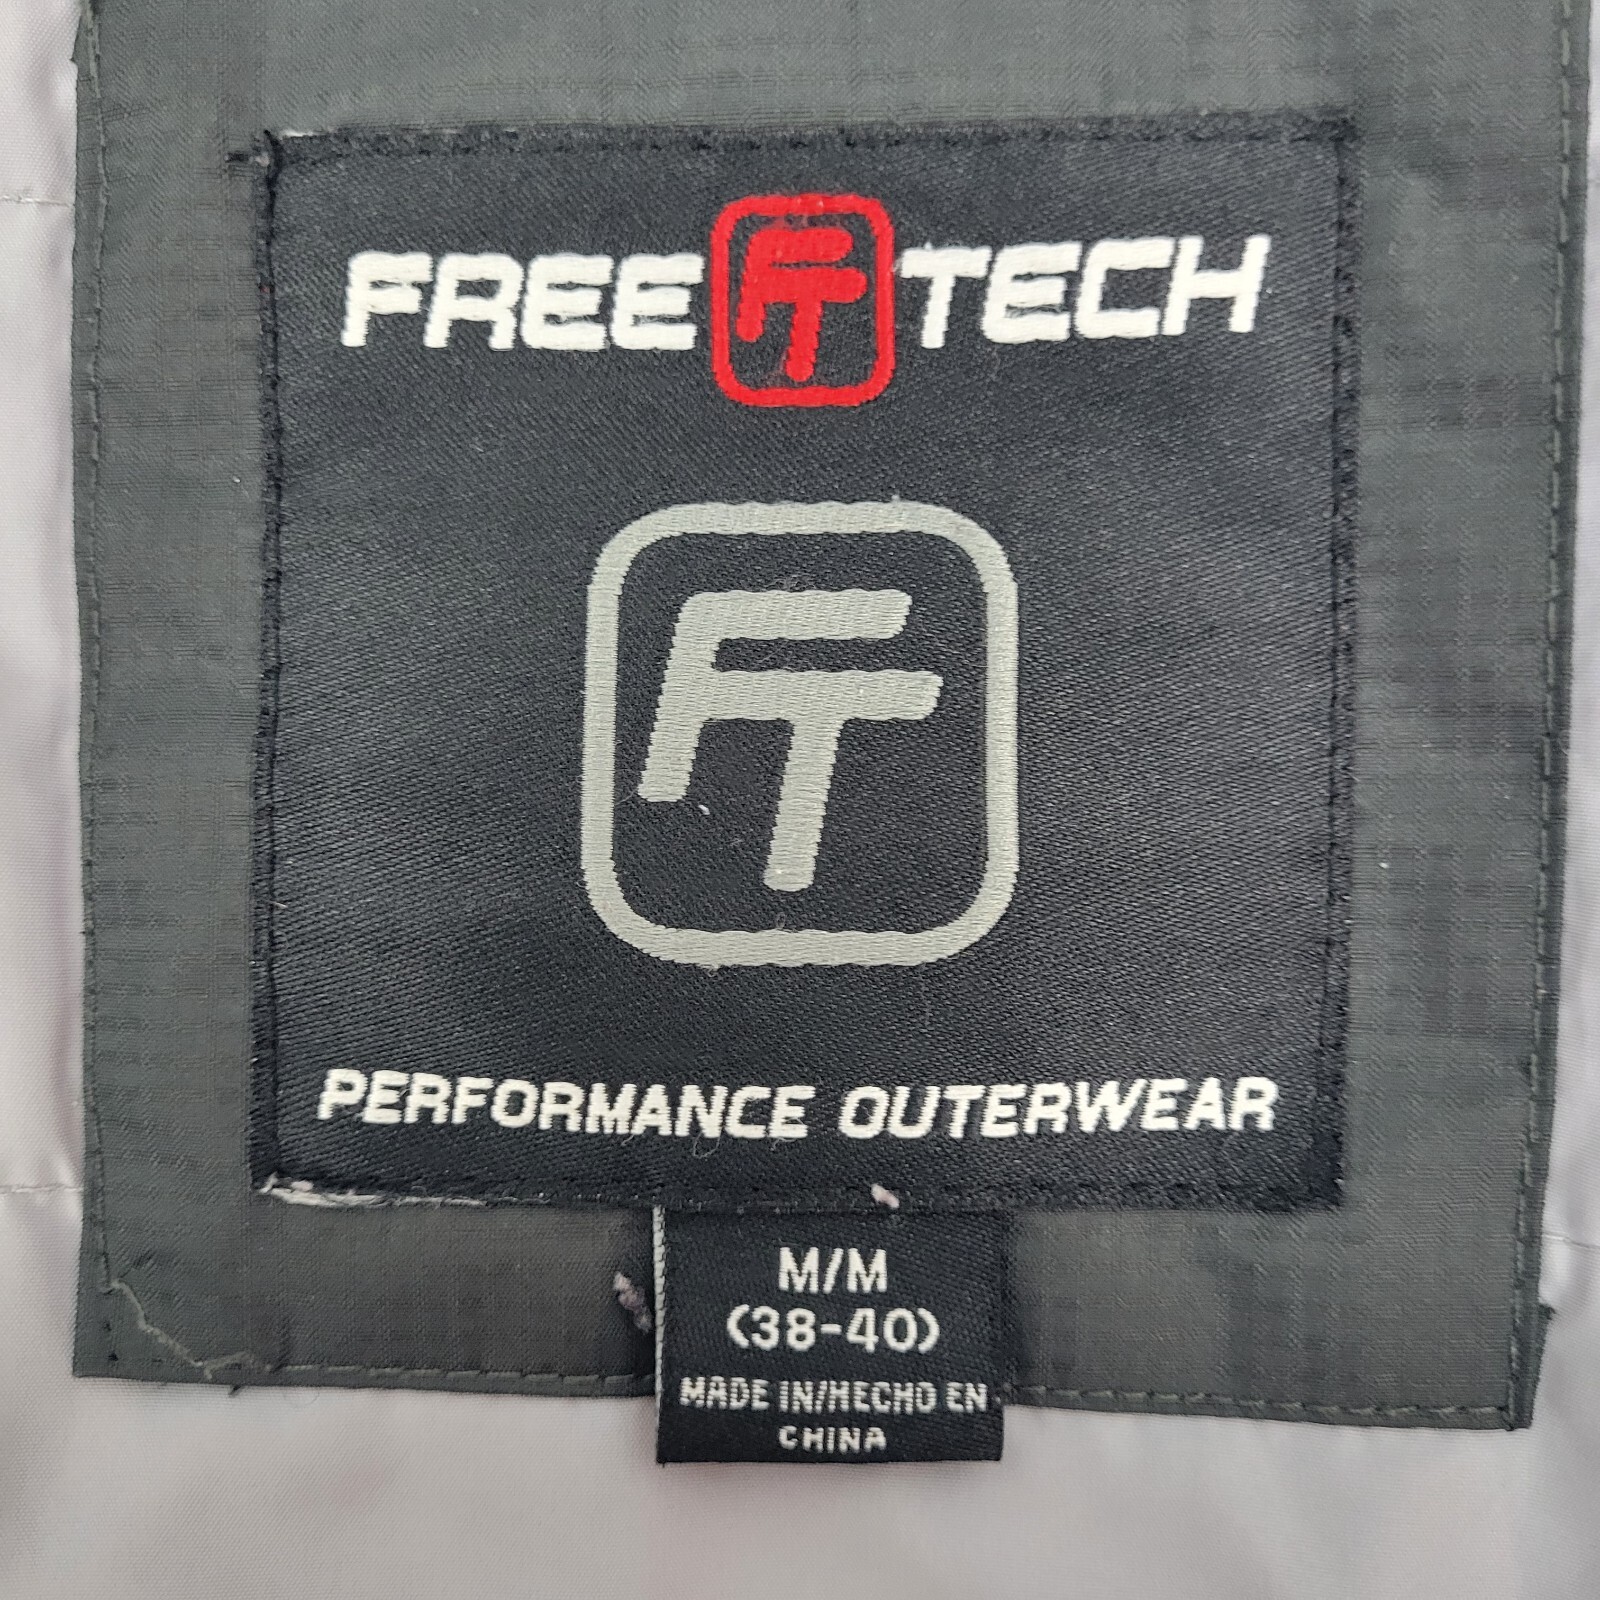 FREE FT TECH
FT
PERFORMANCE OUTERWEAR
M/M
(38-40)
MADE IN/HECHO EN
CHINA